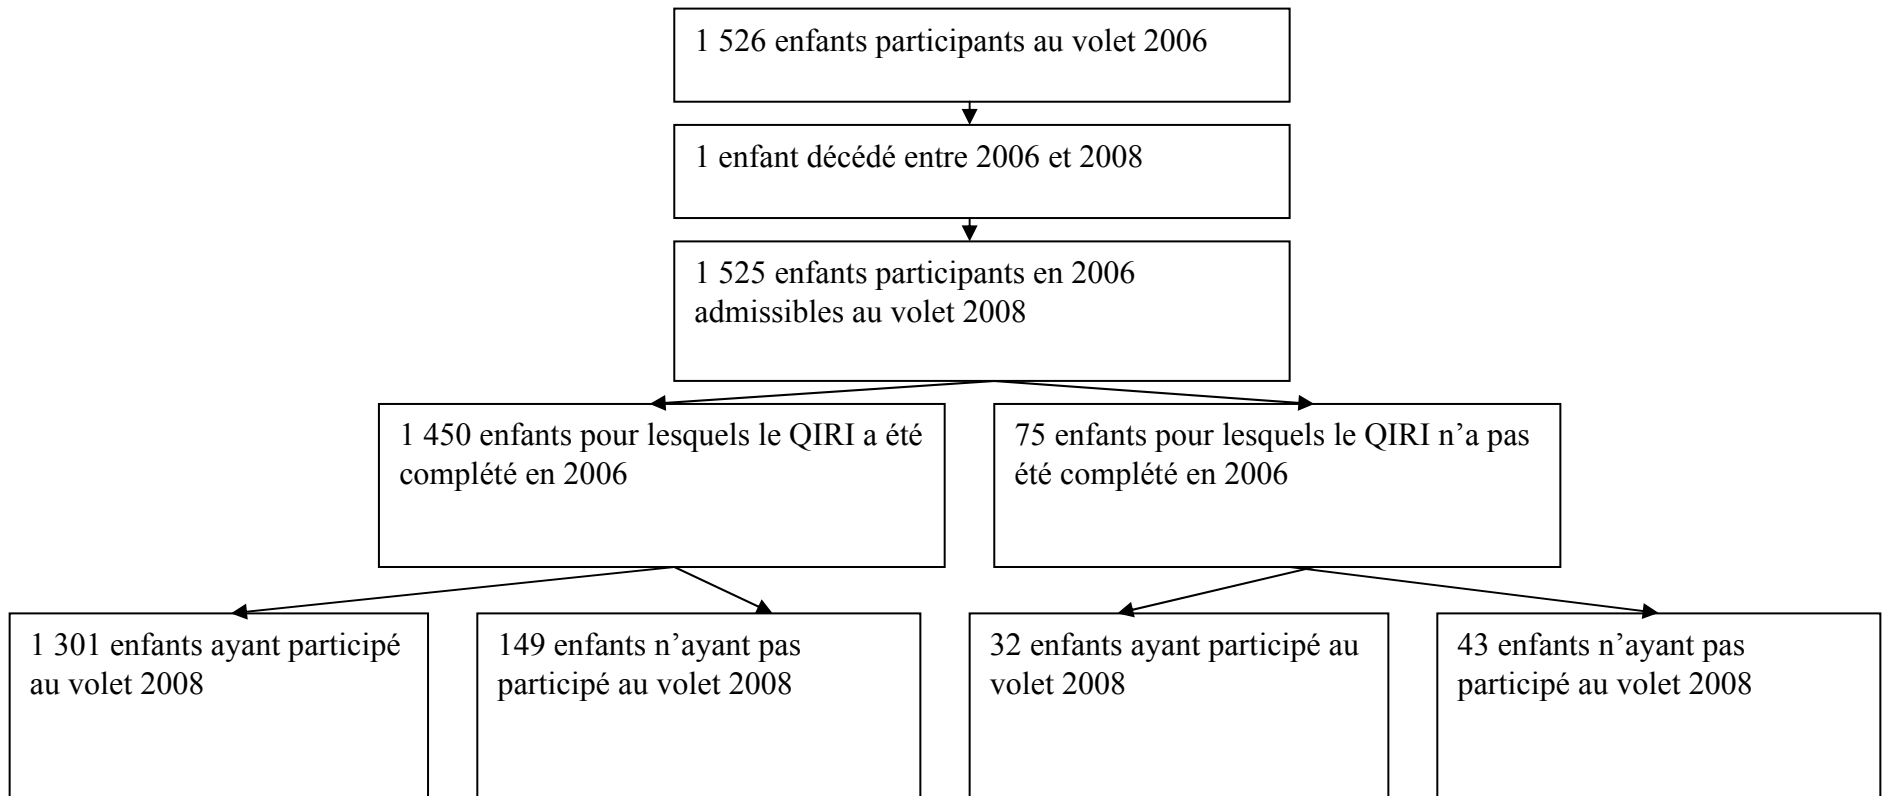 1 526 enfants participants au volet 2006
1 enfant décédé entre 2006 et 2008
1 525 enfants participants en 2006
admissibles au volet 2008
1 450 enfants pour lesquels le QIRI a été
complété en 2006
75 enfants pour lesquels le QIRI n’a pas
été complété en 2006
1 301 enfants ayant participé
au volet 2008
149 enfants n’ayant pas
participé au volet 2008
32 enfants ayant participé au
volet 2008
43 enfants n’ayant pas
participé au volet 2008